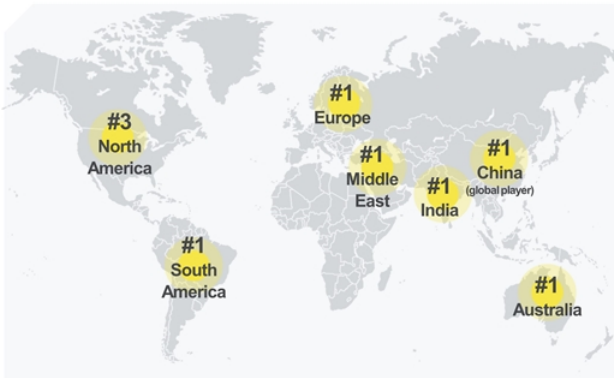 #1
Europe
#3
North
America
#1
Middle
East
#1
China
(global player)
#1
India
#1
South
America
#1
Australia